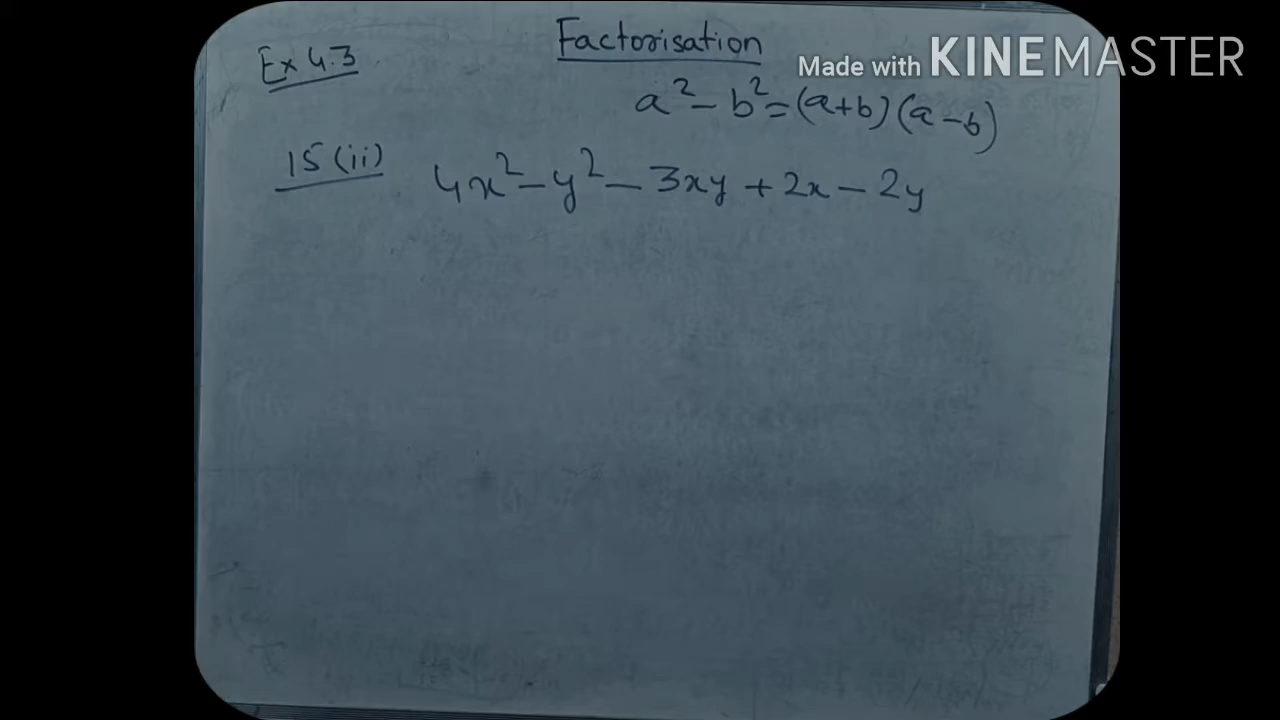 Factorisation
Made with KINEMASTER
Ex 4.3
a² - b² = (a+b)(a-b)
15 (ii) 4x² - y² - 3xy + 2x - 2y